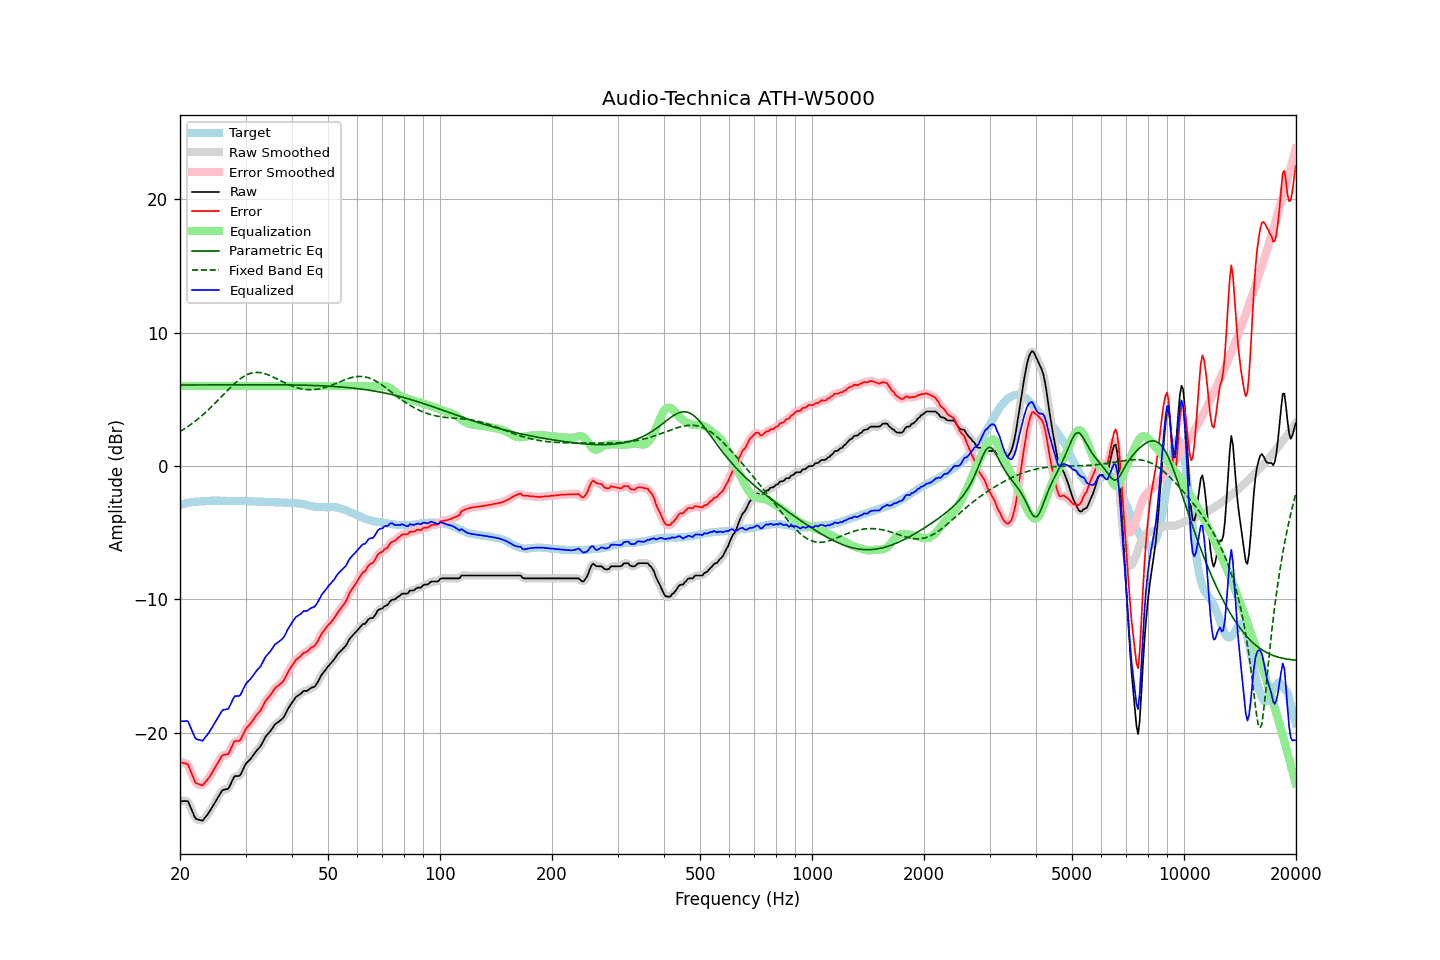 Audio-Technica ATH-W5000
Target
Raw Smoothed
Error Smoothed
Raw
Error
Equalization
Parametric Eq
Fixed Band Eq
Equalized
Amplitude (dBr)
20
10
0
−10
−20
20 50 100 200 500 1000 2000 5000 10000 20000
Frequency (Hz)